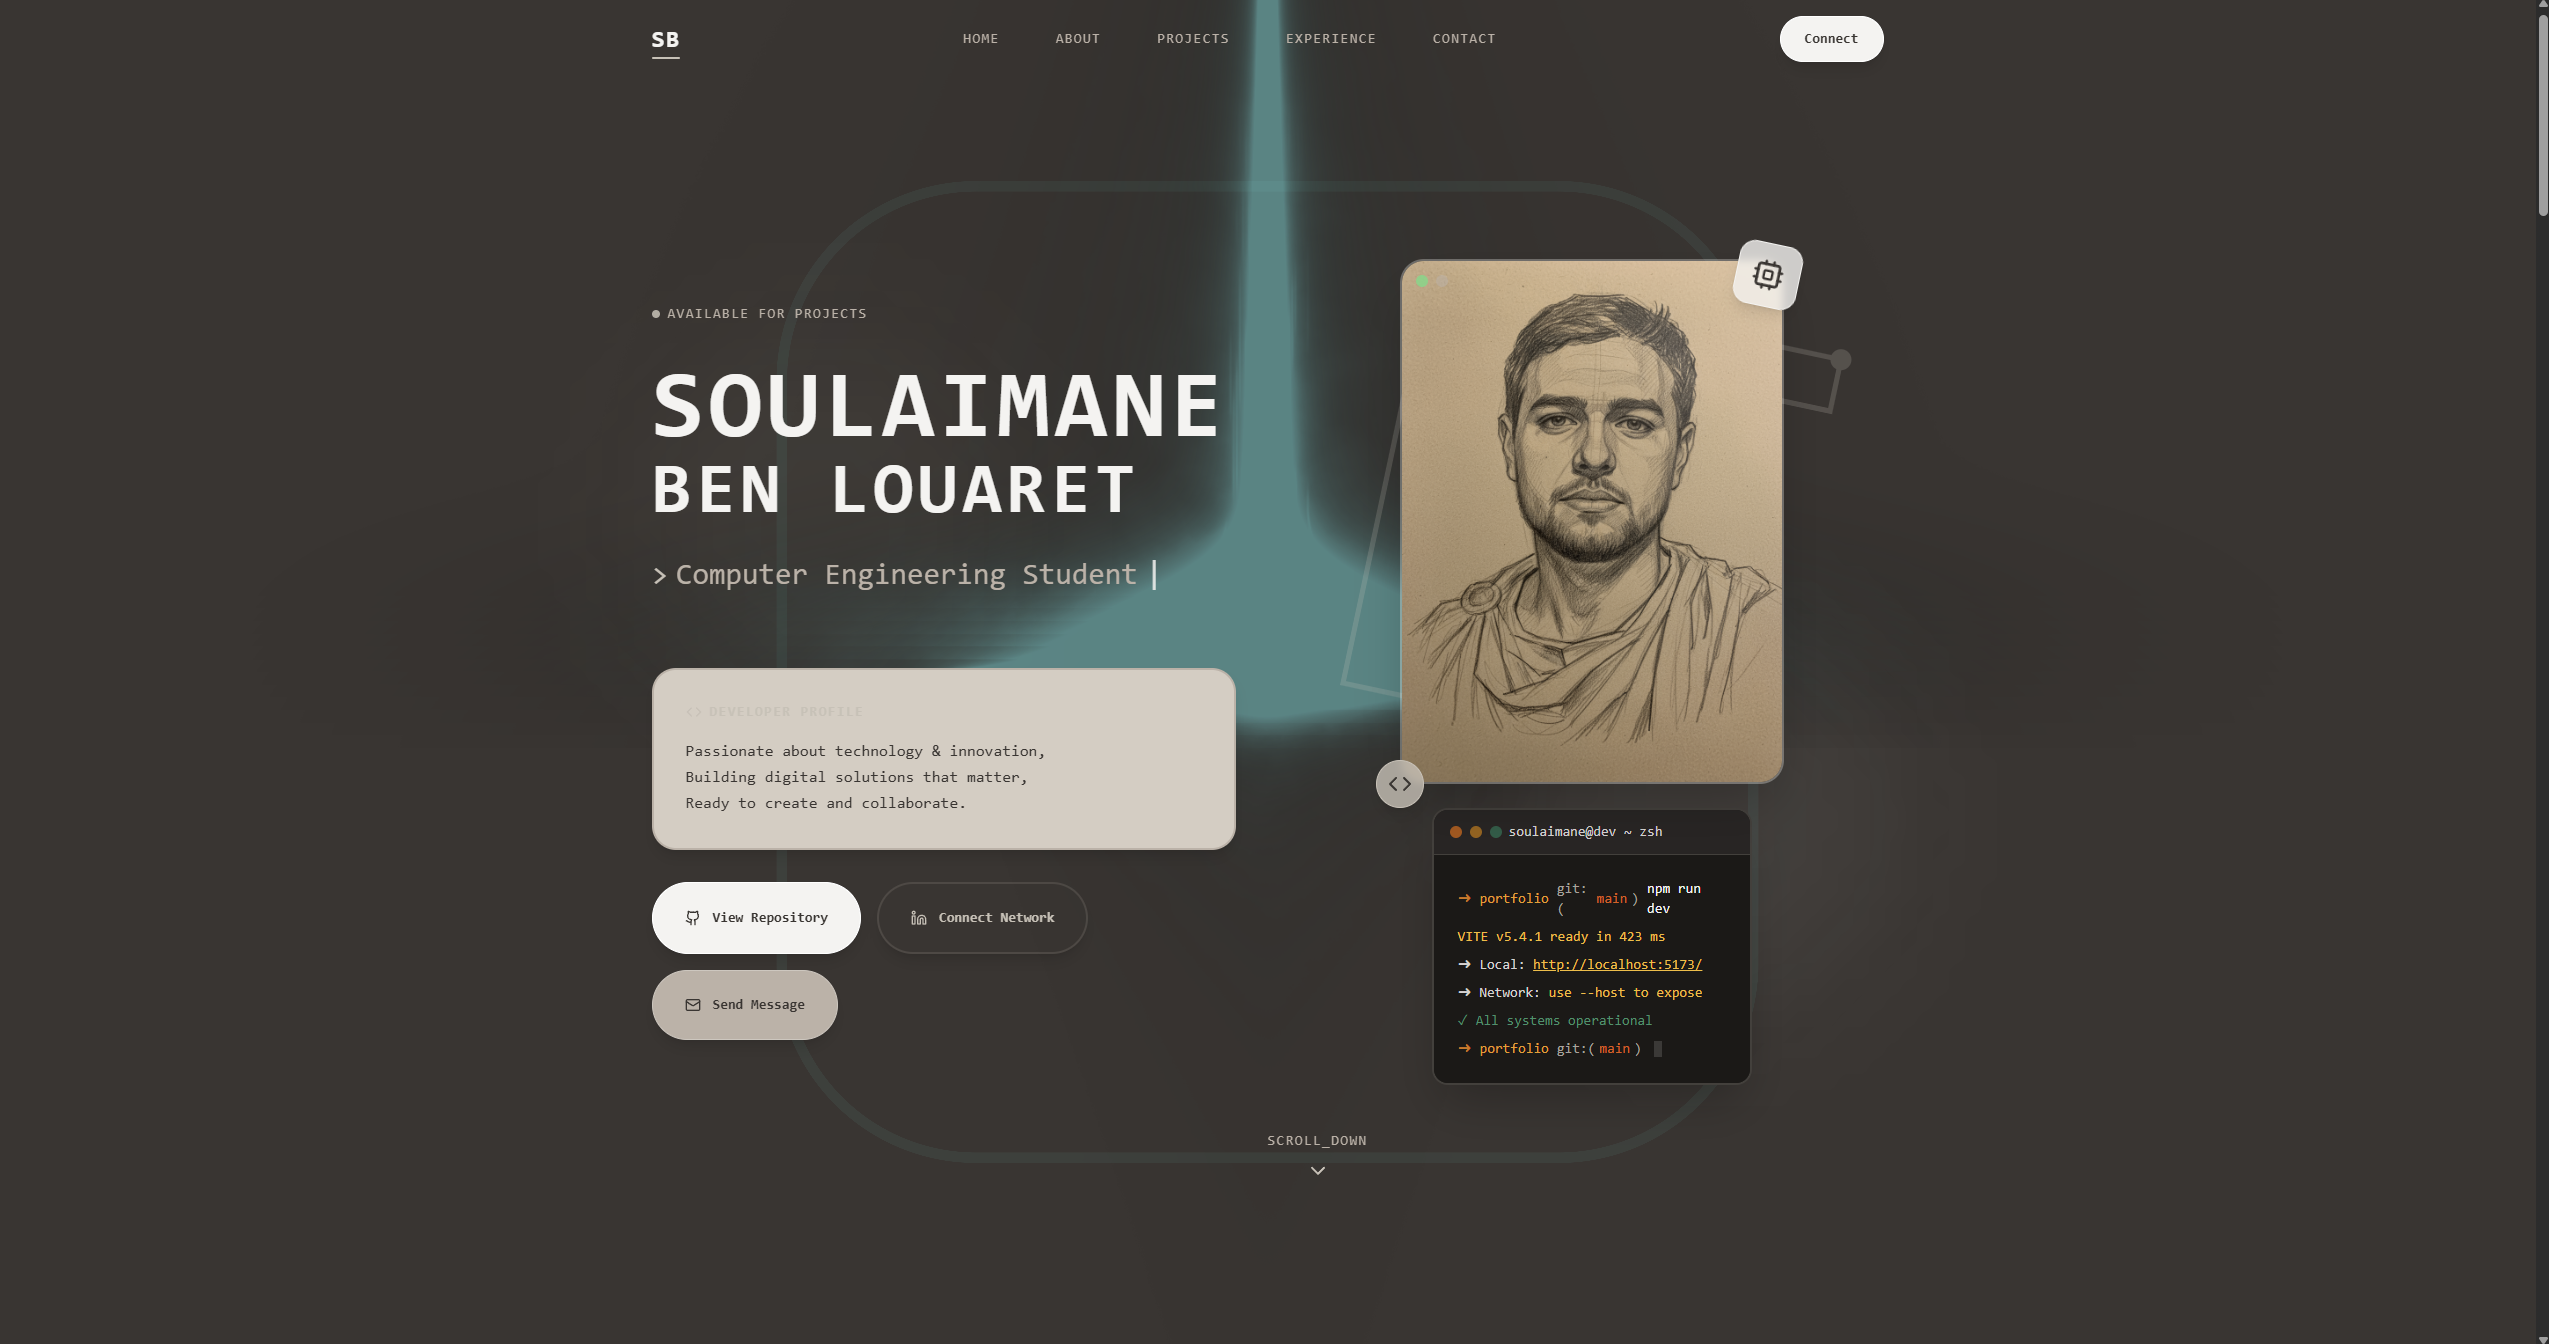 SB
HOME ABOUT PROJECTS EXPERIENCE CONTACT
Connect
AVAILABLE FOR PROJECTS
SOULAIMANE
BEN LOUARET
> Computer Engineering Student |
<> DEVELOPER PROFILE
Passionate about technology & innovation,
Building digital solutions that matter,
Ready to create and collaborate.
View Repository
Connect Network
Send Message
soulaimane@dev ~ zsh
➜ portfolio git:(main) npm run dev
VITE v5.4.1 ready in 423 ms
➜ Local: http://localhost:5173/
➜ Network: use --host to expose
✓ All systems operational
➜ portfolio git:(main)
SCROLL_DOWN